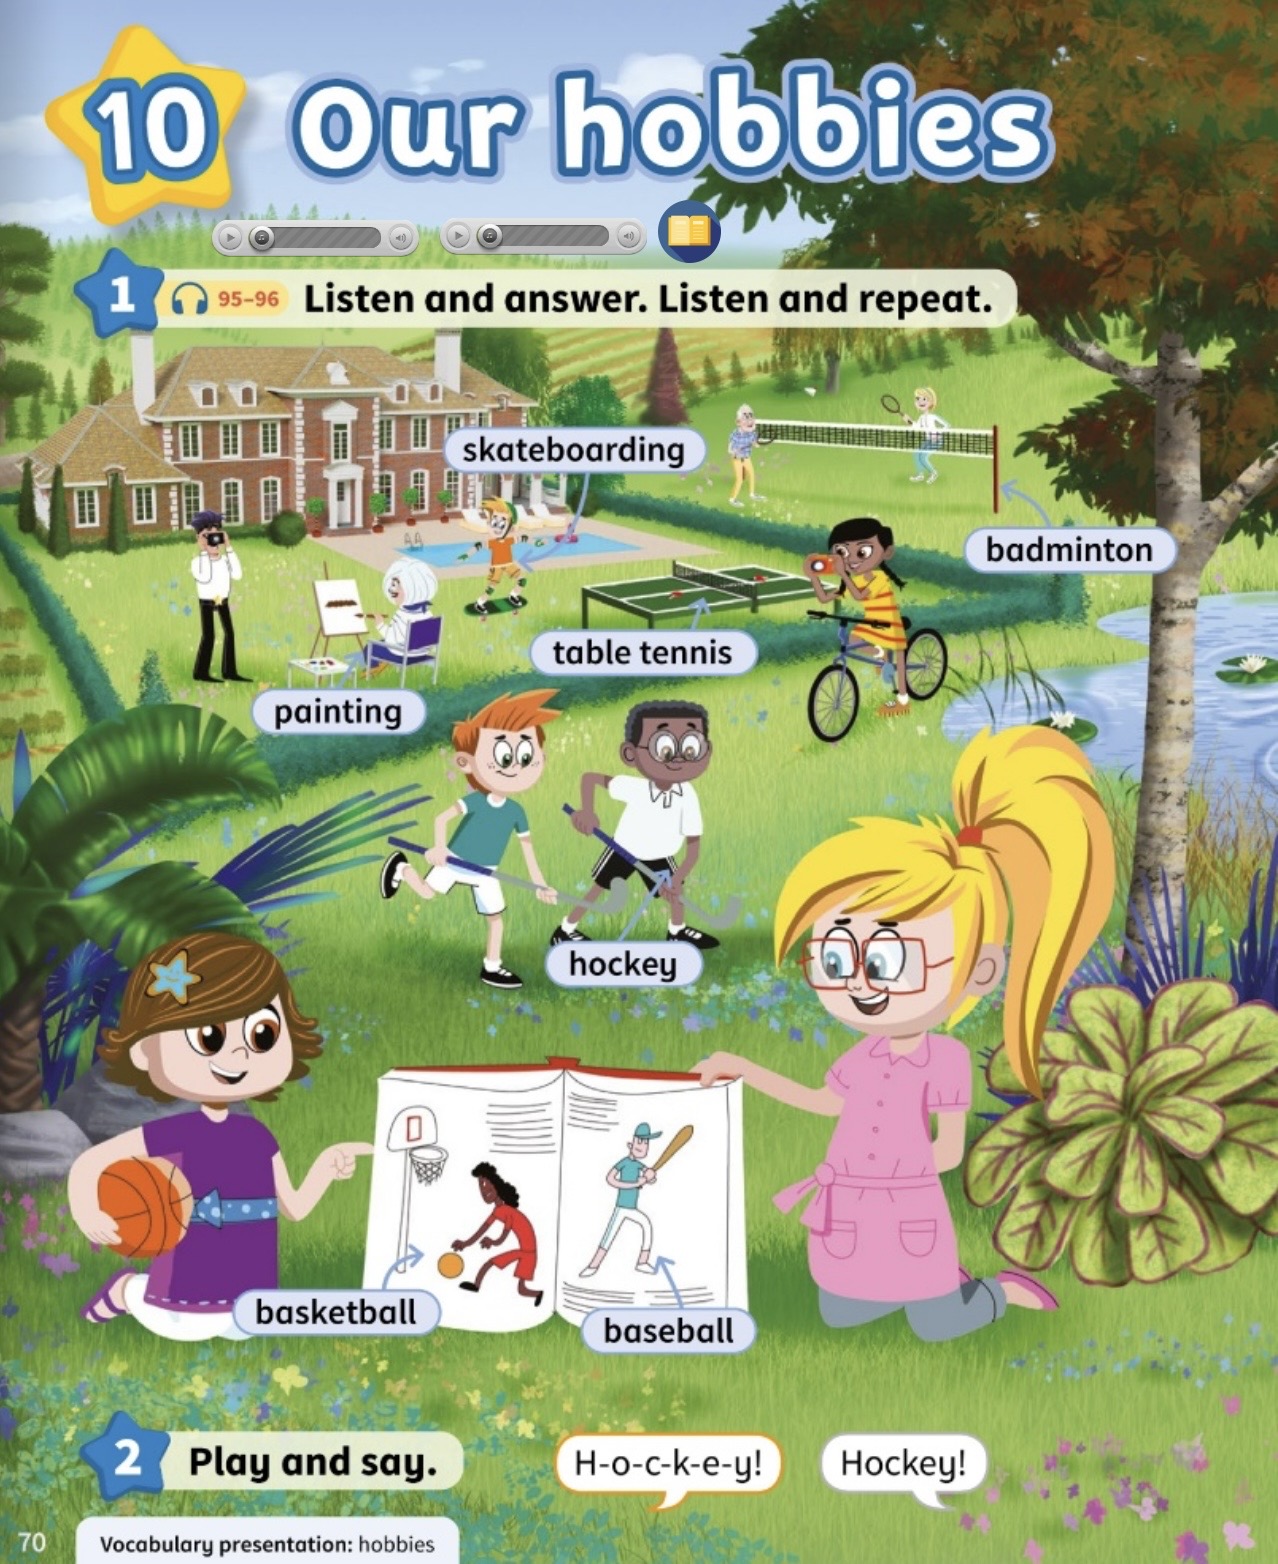 10 Our hobbies
1 95–96 Listen and answer. Listen and repeat.
skateboarding
badminton
table tennis
painting
hockey
basketball
baseball
2 Play and say.
H-o-c-k-e-y!
Hockey!
70
Vocabulary presentation: hobbies